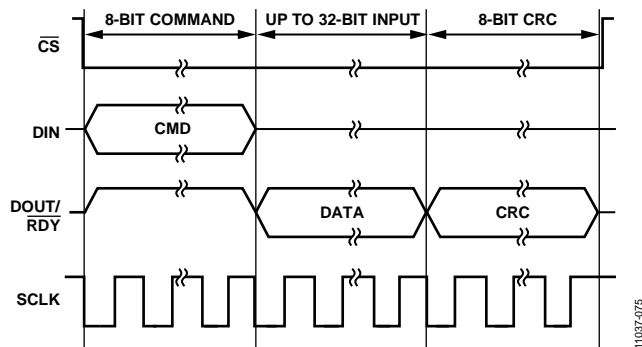 8-BIT COMMAND UP TO 32-BIT INPUT 8-BIT CRC
CS
DIN CMD
DOUT/
RDY DATA CRC
SCLK
11037-075